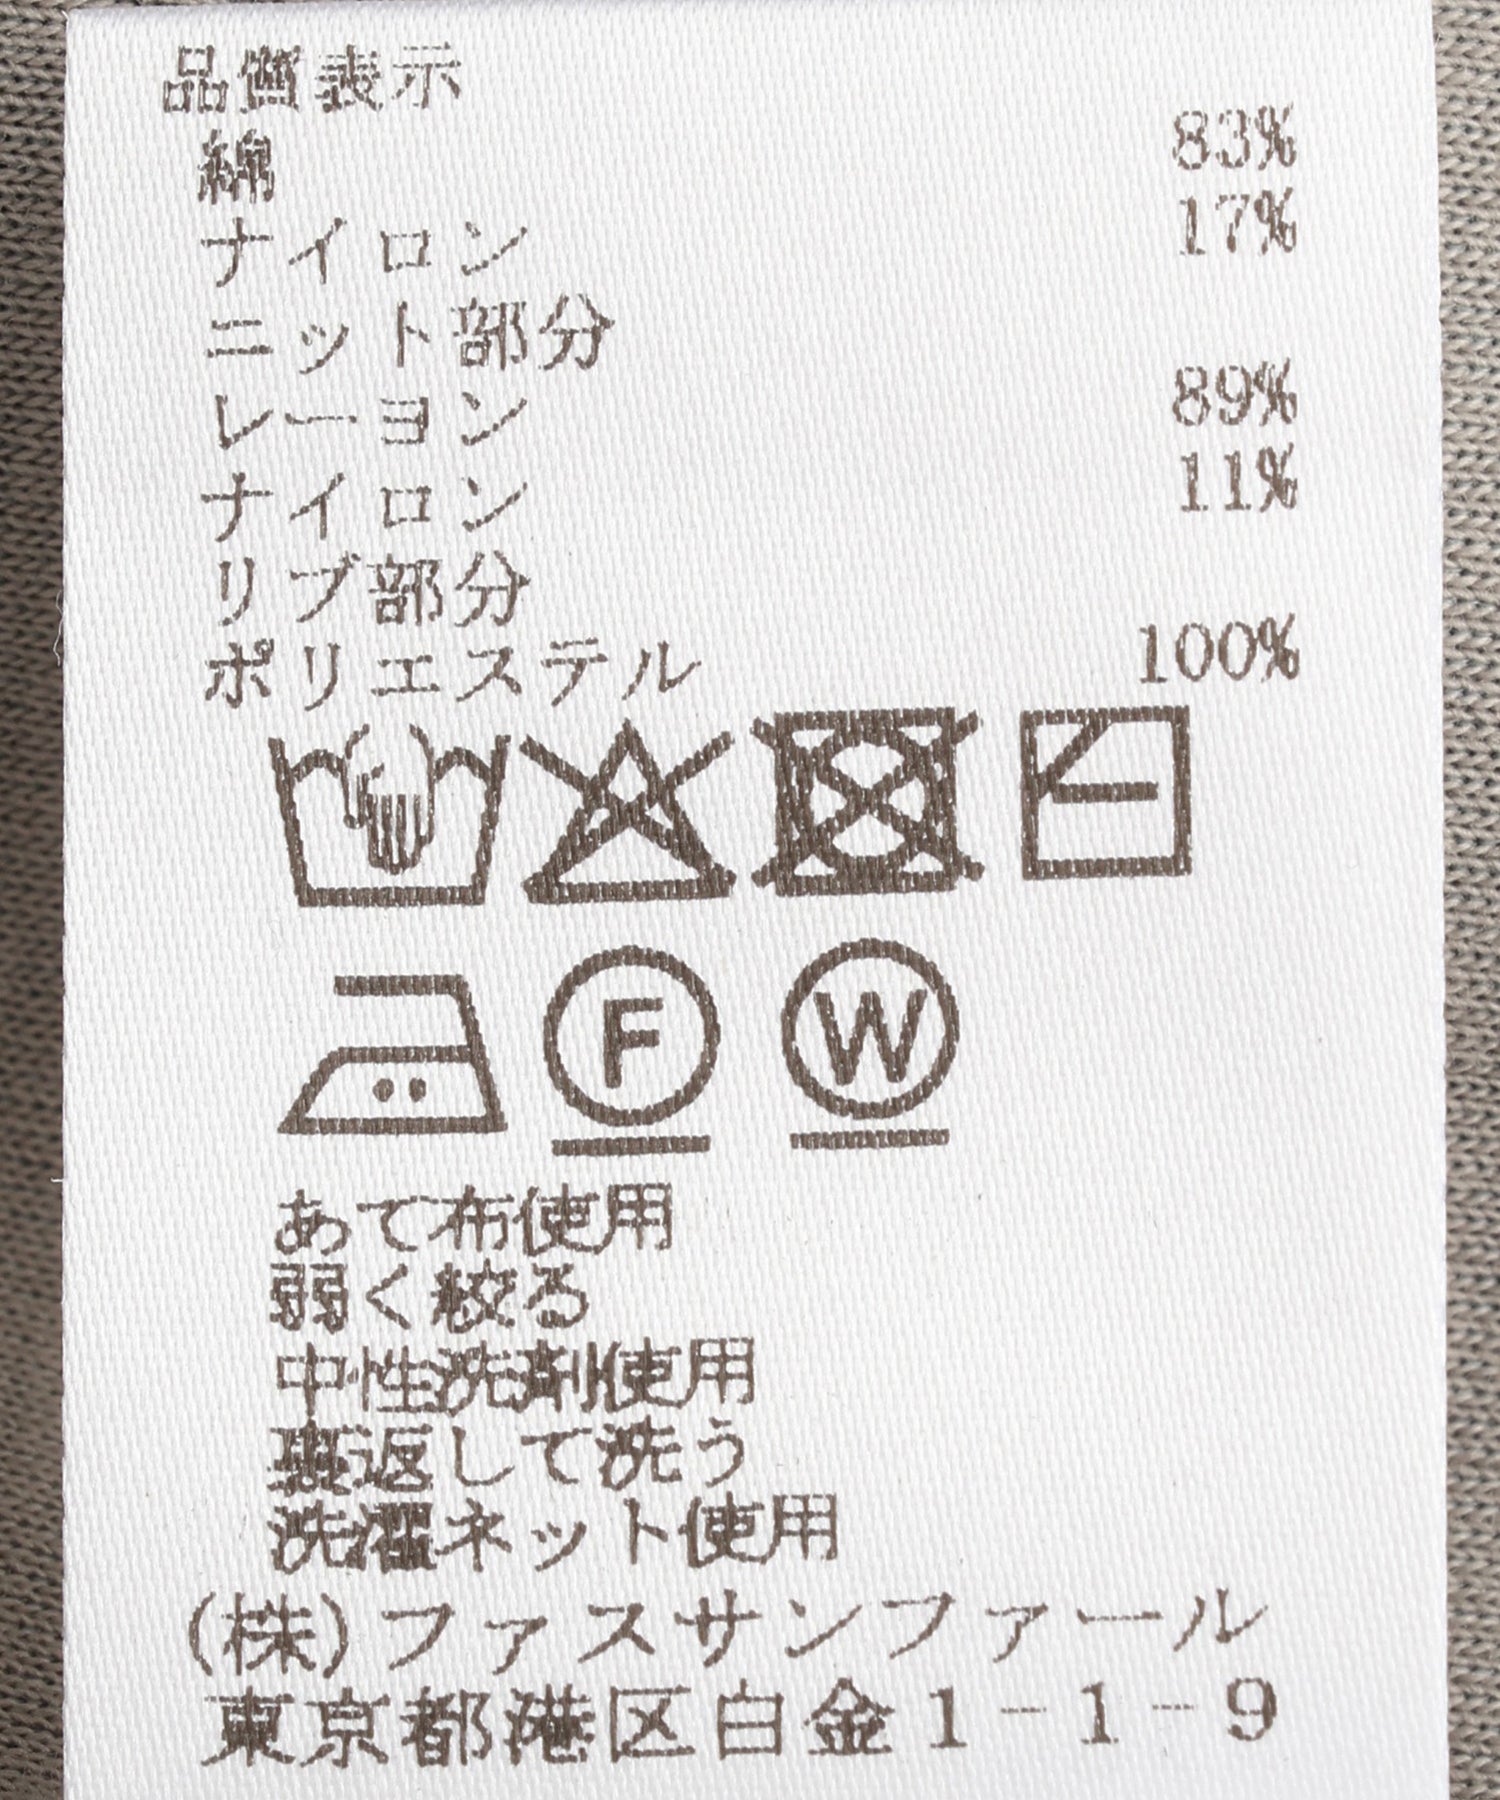 品質表示
綿 83%
ナイロン 17%
ニット部分
レーヨン 89%
ナイロン 11%
リブ部分
ポリエステル 100%
F W
あて布使用
弱く絞る
中性洗剤使用
裏返して洗う
洗濯ネット使用
(株)ファスサンファール
東京都港区白金1-1-9